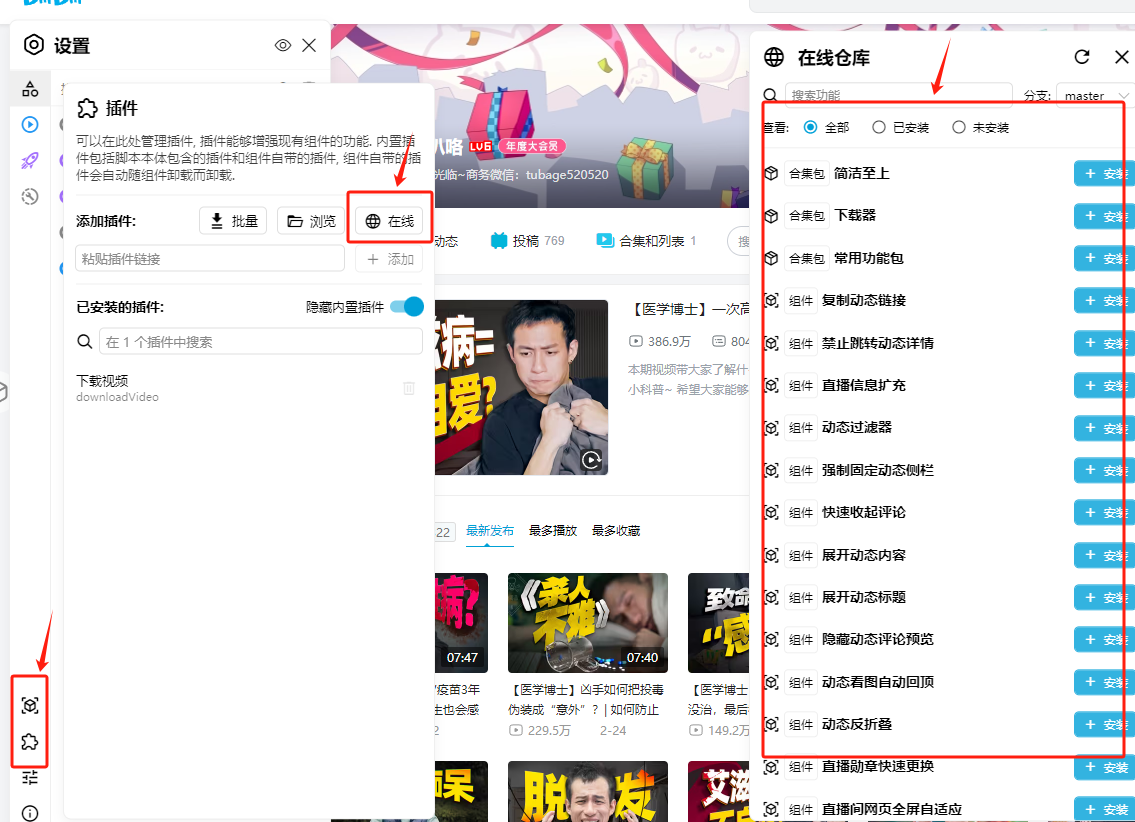 bilibili
设置
插件
可以在此处管理插件, 插件能够增强现有组件的功能. 内置插
件包括脚本本体包含的插件和组件自带的插件, 组件自带的插
件会自动随组件卸载而卸载.
添加插件:
批量
浏览
在线
粘贴插件链接
添加
已安装的插件:
隐藏内置插件
在 1 个插件中搜索
下载视频
downloadVideo
八咯
LV6
年度大会员
光临~商务微信：tubage520520
动态
投稿 769
合集和列表 1
搜
病=
自爱?
【医学博士】一次高
386.9万
804
本期视频带大家了解什
小科普~ 希望大家能够
22
最新发布
最多播放
最多收藏
病?
07:47
疫苗3年
生也会感
2
《亲人
不难》
07:40
【医学博士】凶手如何把投毒
伪装成“意外”？| 如何防止
229.5万
2-24
致命
“感
【医学博士
没治，最后
149.2万
呆
脱
发
艾滋
在线仓库
搜索功能
分支:
master
查看:
全部
已安装
未安装
合集包 简洁至上
+ 安装
合集包 下载器
+ 安装
合集包 常用功能包
+ 安装
组件 复制动态链接
+ 安装
组件 禁止跳转动态详情
+ 安装
组件 直播信息扩充
+ 安装
组件 动态过滤器
+ 安装
组件 强制固定动态侧栏
+ 安装
组件 快速收起评论
+ 安装
组件 展开动态内容
+ 安装
组件 展开动态标题
+ 安装
组件 隐藏动态评论预览
+ 安装
组件 动态看图自动回顶
+ 安装
组件 动态反折叠
+ 安装
组件 直播勋章快速更换
+ 安装
组件 直播间网页全屏自适应
+ 安装